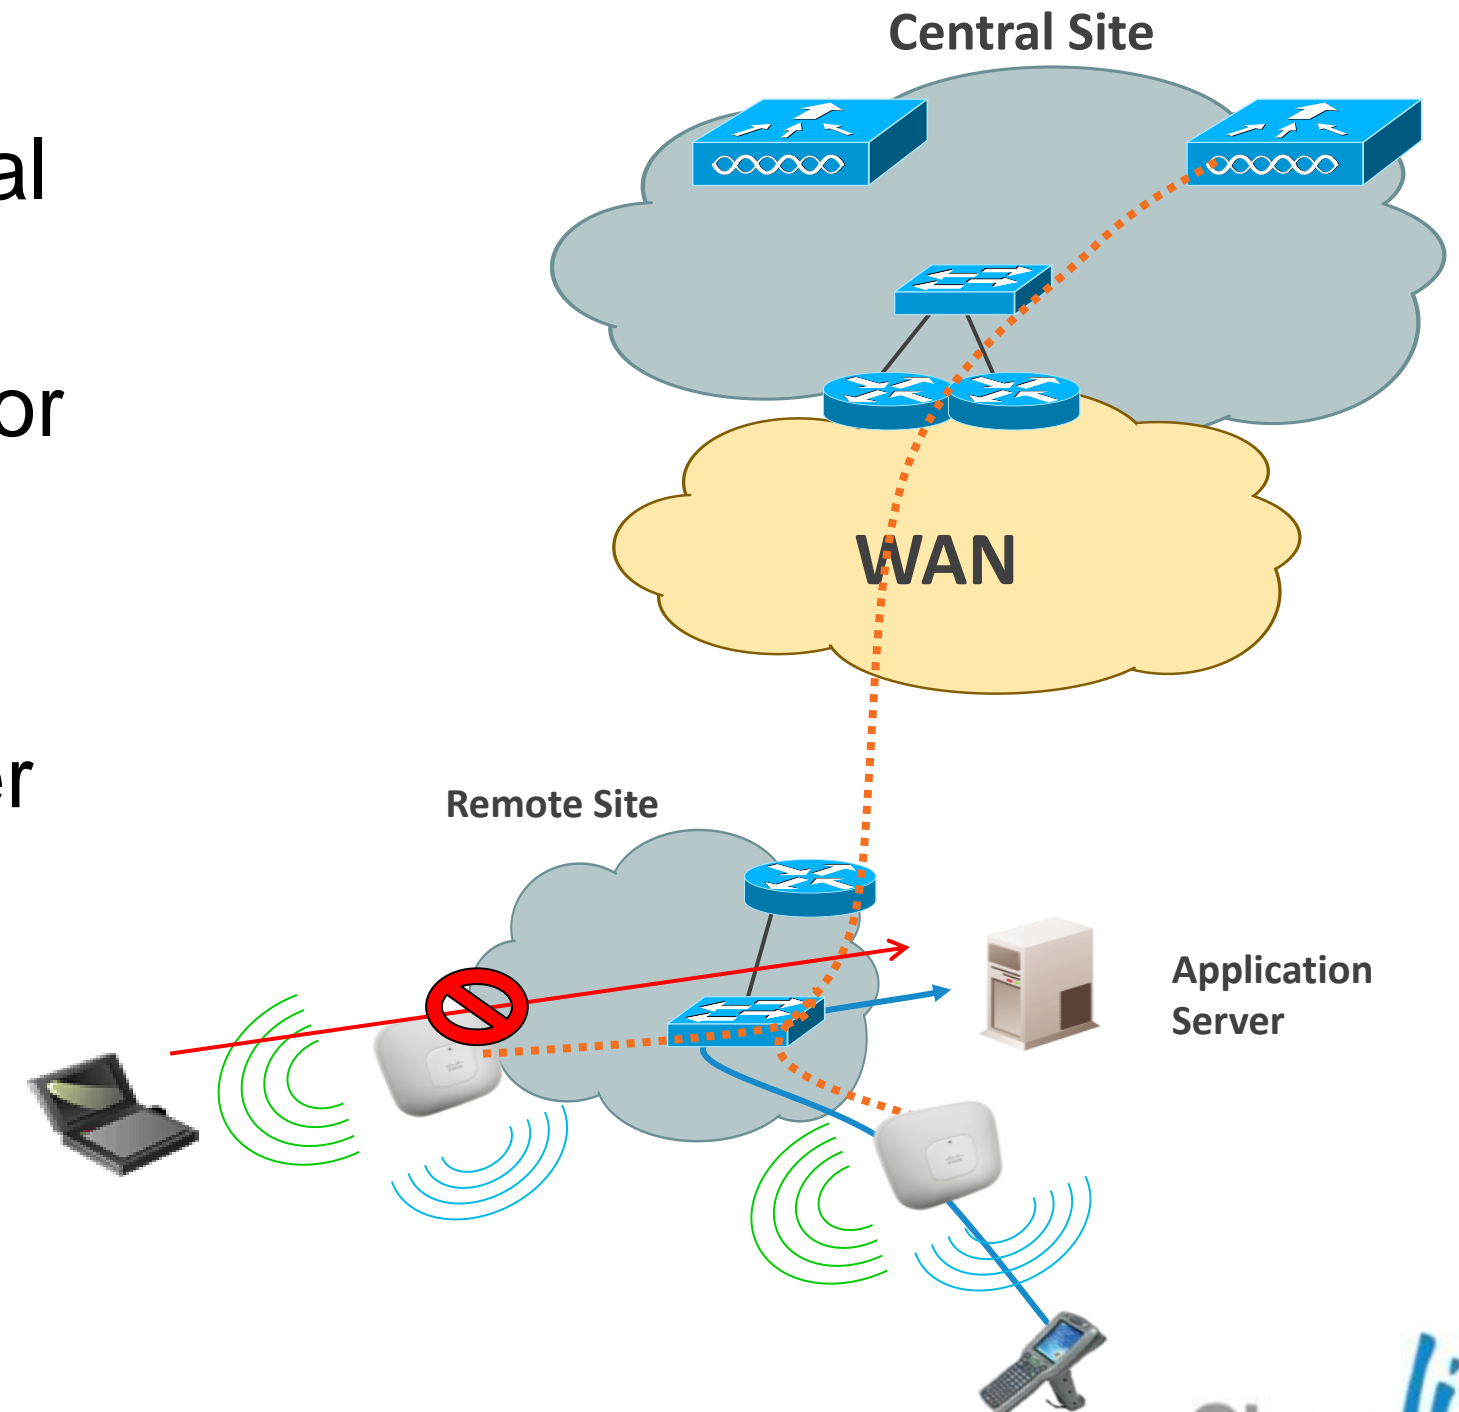 Central Site
al
or
WAN
er
Remote Site
Application
Server